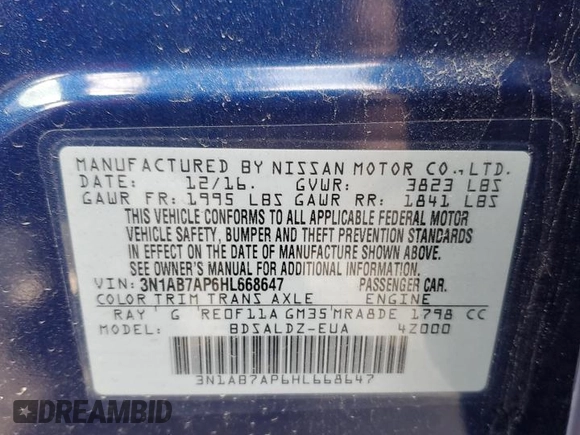 MANUFACTURED BY NISSAN MOTOR CO., LTD.
DATE: 12/16. GVWR: 3823 LBS
GAWR FR: 1995 LBS GAWR RR: 1841 LBS
THIS VEHICLE CONFORMS TO ALL APPLICABLE FEDERAL MOTOR
VEHICLE SAFETY, BUMPER AND THEFT PREVENTION STANDARDS
IN EFFECT ON THE DATE OF MANUFACTURE SHOWN ABOVE.
SEE OWNER'S MANUAL FOR ADDITIONAL INFORMATION
VIN: 3N1AB7AP6HL668647 PASSENGER CAR.
COLOR TRIM TRANS AXLE ENGINE
RAY ' G 'RE0F11A GM35'MRA8DE 1798 CC
MODEL: BDSALDZ-EUA 4Z000
3N1AB7AP6HL668647
DREAMBID